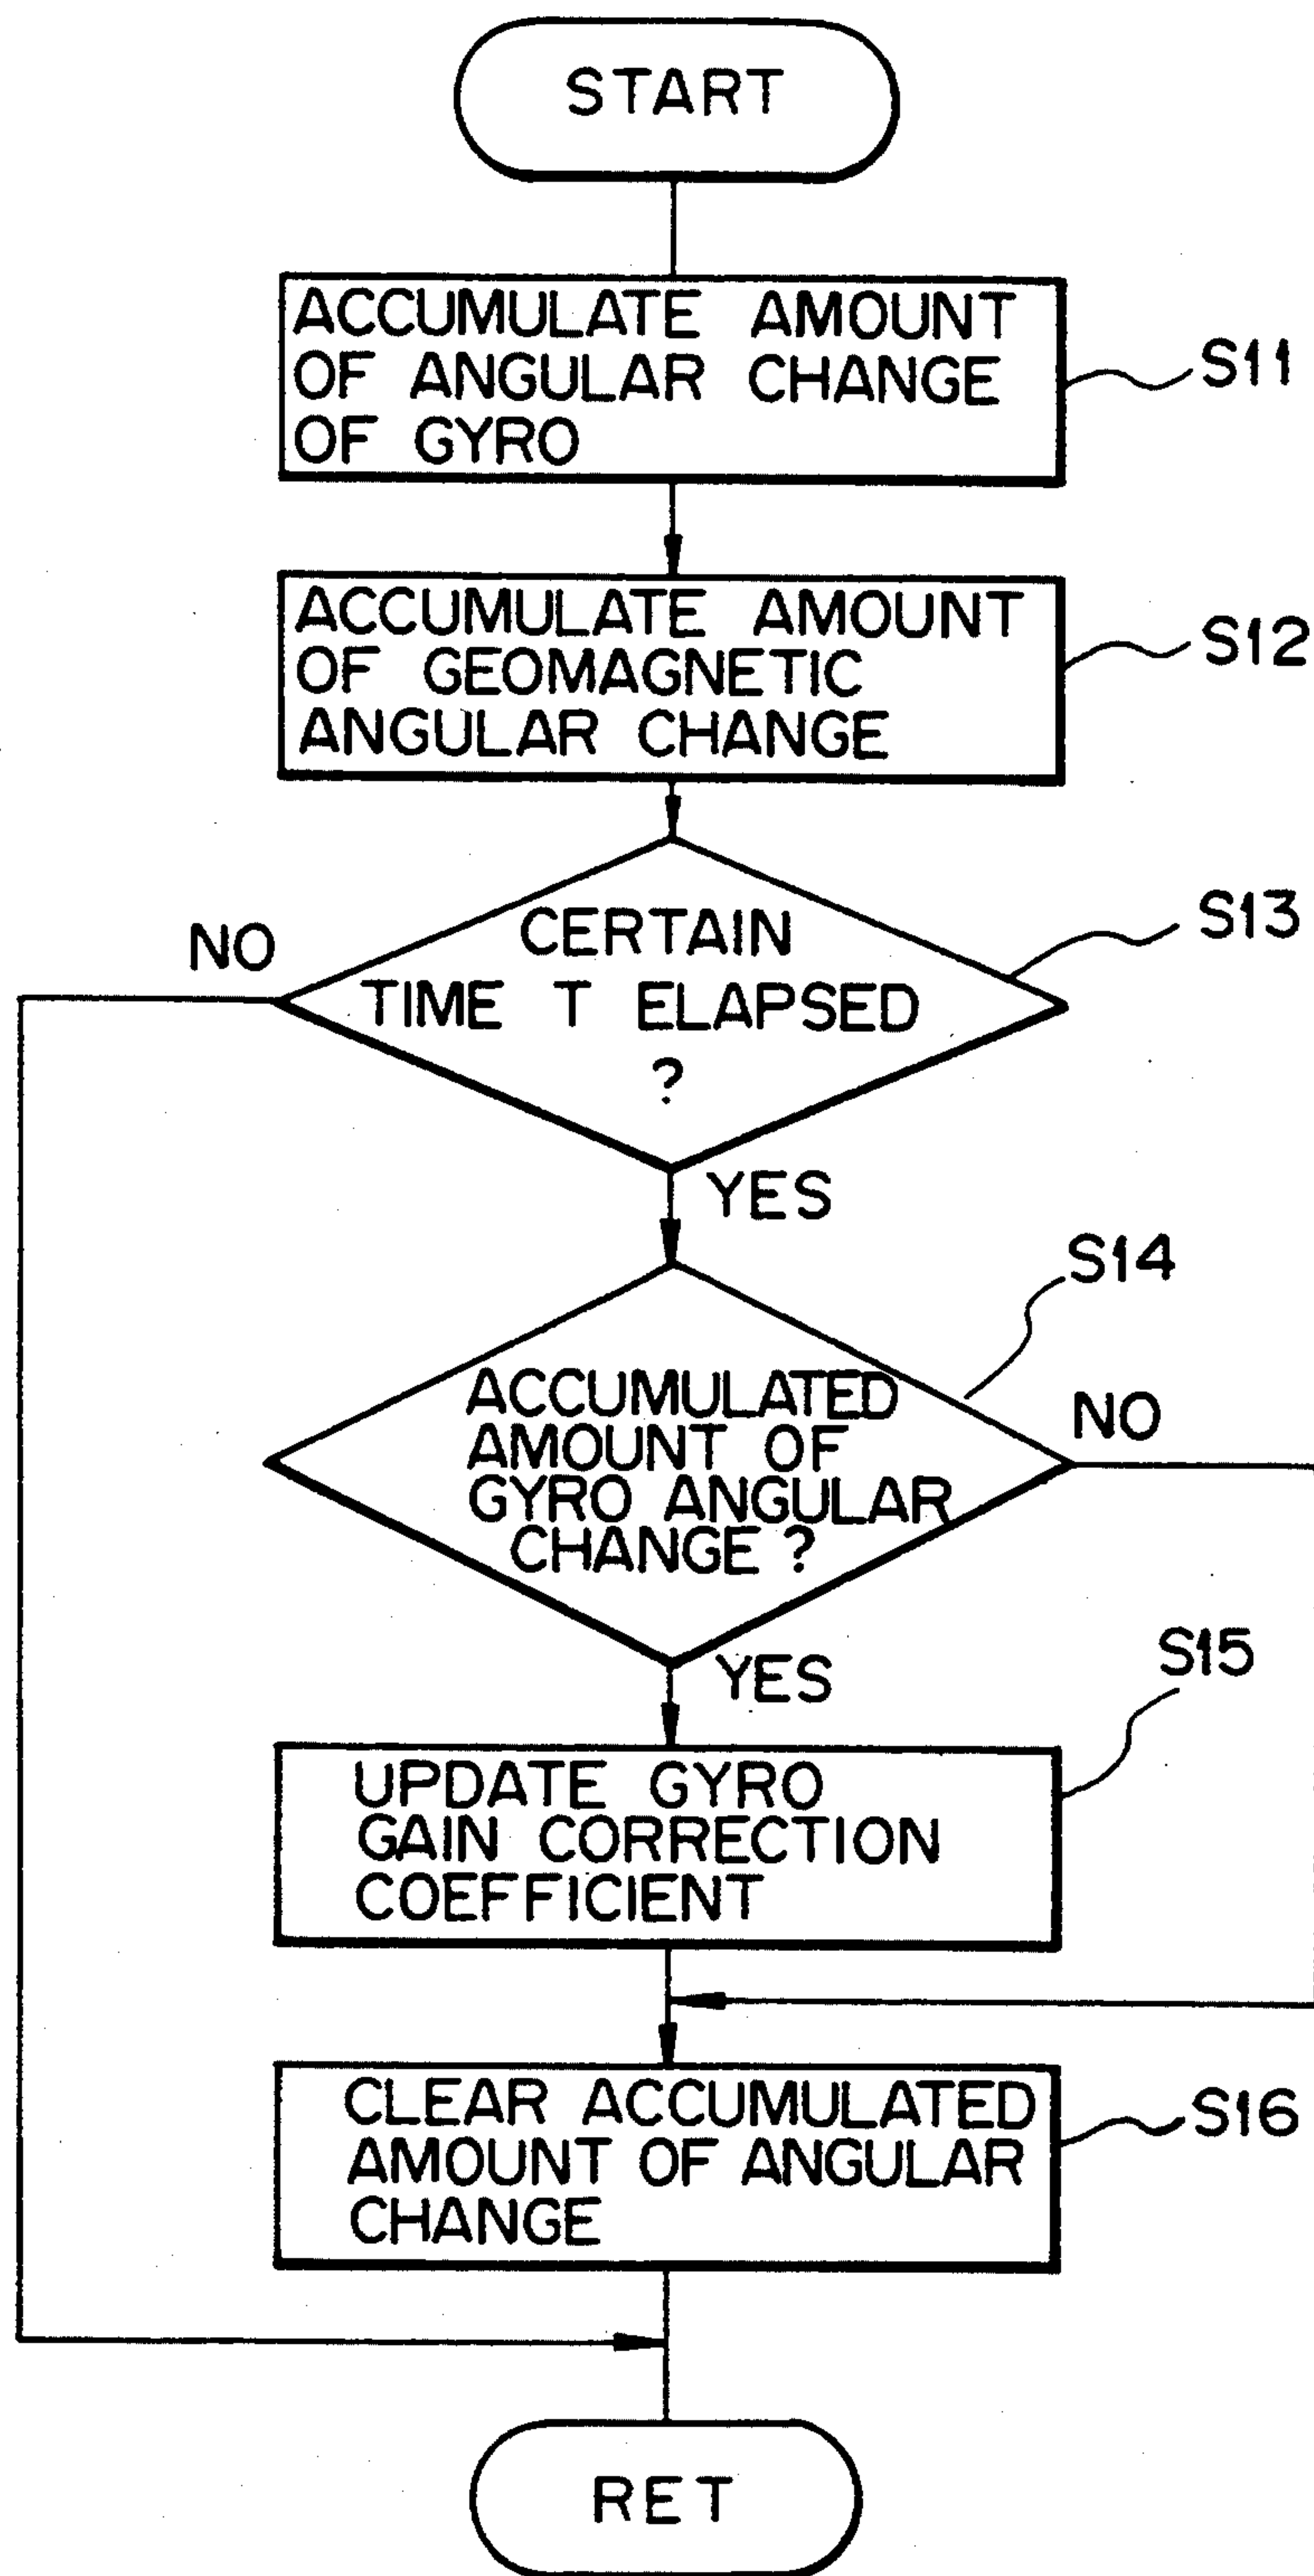 START
ACCUMULATE AMOUNT
OF ANGULAR CHANGE
OF GYRO
S11
ACCUMULATE AMOUNT
OF GEOMAGNETIC
ANGULAR CHANGE
S12
CERTAIN
TIME T ELAPSED
?
S13
NO
YES
S14
ACCUMULATED
AMOUNT OF
GYRO ANGULAR
CHANGE ?
NO
YES
S15
UPDATE GYRO
GAIN CORRECTION
COEFFICIENT
CLEAR ACCUMULATED
AMOUNT OF ANGULAR
CHANGE
S16
RET